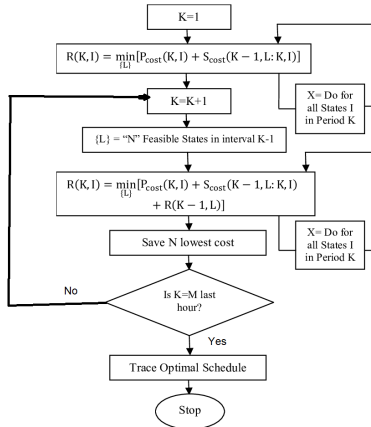 K=1
R(K,I) = min[P_cost(K,I) + S_cost(K−1,L:K,I)]
{L}
X= Do for
all States I
in Period K
K=K+1
{L} = “N” Feasible States in interval K-1
R(K,I) = min[P_cost(K,I) + S_cost(K−1,L:K,I)
{L}
+ R(K−1,L)]
X= Do for
all States I
in Period K
Save N lowest cost
No
Is K=M last
hour?
Yes
Trace Optimal Schedule
Stop